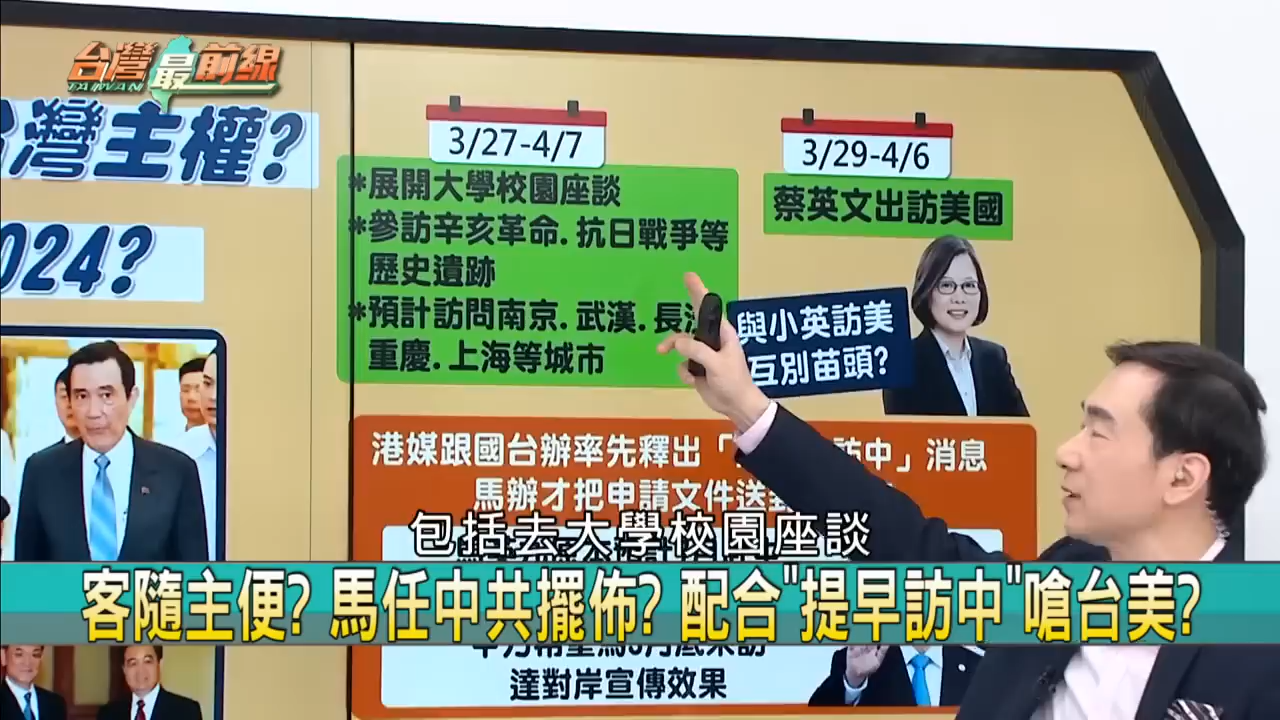 台灣最前線
TAIWAN
台灣主權?
2024?
3/27-4/7
*展開大學校園座談
*參訪辛亥革命.抗日戰爭等
歷史遺跡
*預計訪問南京.武漢.長
重慶.上海等城市
3/29-4/6
蔡英文出訪美國
與小英訪美
互別苗頭?
港媒跟國台辦率先釋出「 訪中」消息
馬辦才把申請文件送
包括去大學校園座談
客隨主便? 馬任中共擺佈? 配合"提早訪中"嗆台美?
達對岸宣傳效果